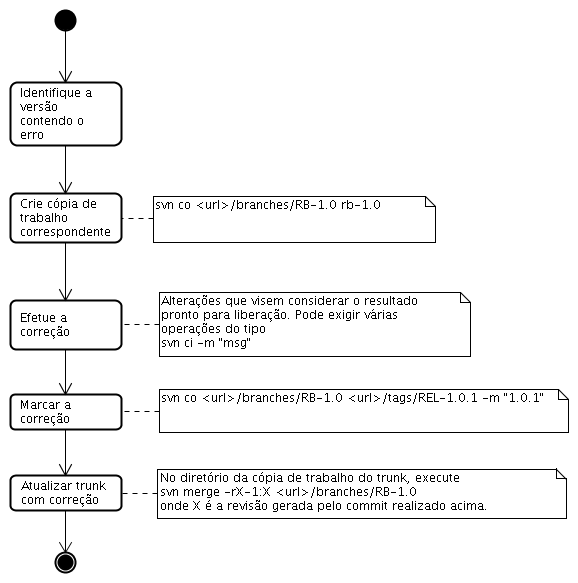 Identifique a
versão
contendo o
erro
Crie cópia de
trabalho
correspondente
svn co <url>/branches/RB-1.0 rb-1.0
Efetue a
correção
Alterações que visem considerar o resultado
pronto para liberação. Pode exigir várias
operações do tipo
svn ci -m "msg"
Marcar a
correção
svn co <url>/branches/RB-1.0 <url>/tags/REL-1.0.1 -m "1.0.1"
Atualizar trunk
com correção
No diretório da cópia de trabalho do trunk, execute
svn merge -rX-1:X <url>/branches/RB-1.0
onde X é a revisão gerada pelo commit realizado acima.